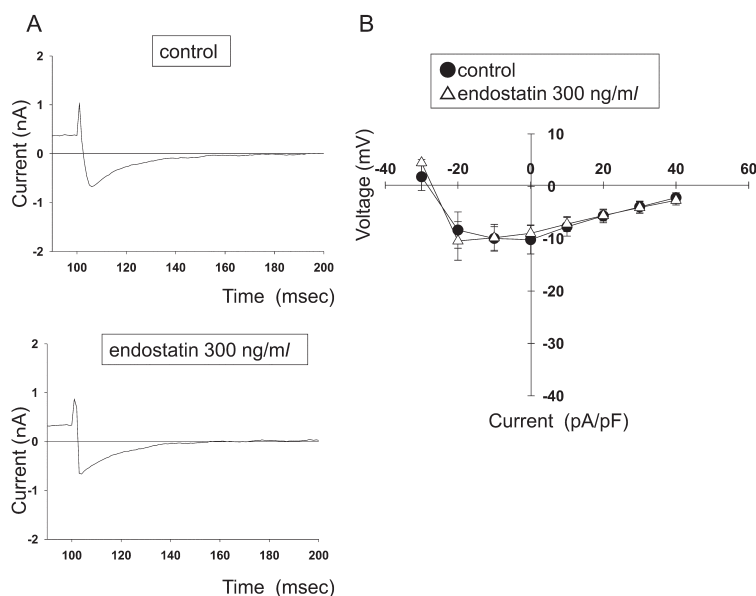 A
control
Current (nA)
2
1
0
-1
-2
100 120 140 160 180 200
Time (msec)
endostatin 300 ng/ml
Current (nA)
2
1
0
-1
-2
100 120 140 160 180 200
Time (msec)
B
control
endostatin 300 ng/ml
Voltage (mV)
10
-40 -20 0 0 20 40 60
-10
-20
-30
-40
Current (pA/pF)